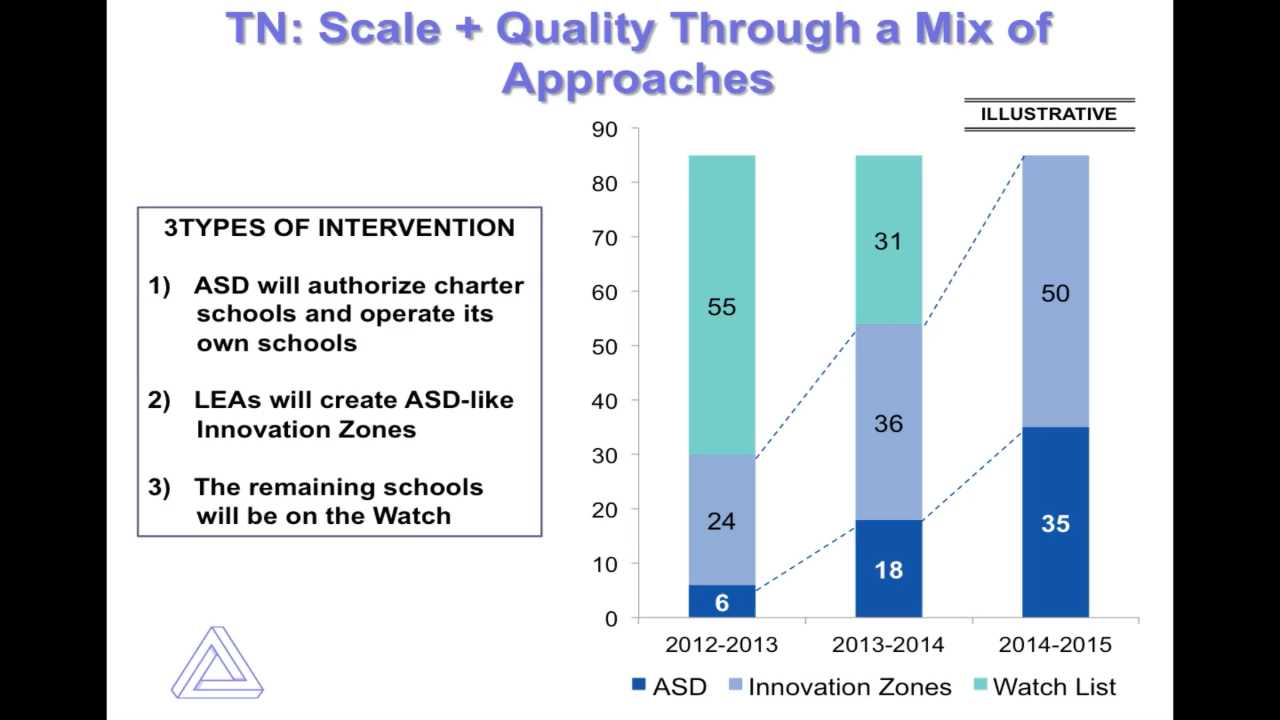 TN: Scale + Quality Through a Mix of
Approaches
ILLUSTRATIVE
3TYPES OF INTERVENTION
1) ASD will authorize charter
schools and operate its
own schools
2) LEAs will create ASD-like
Innovation Zones
3) The remaining schools
will be on the Watch
90
80
70
60
50
40
30
20
10
0
55
24
6
31
36
18
50
35
2012-2013
2013-2014
2014-2015
ASD
Innovation Zones
Watch List